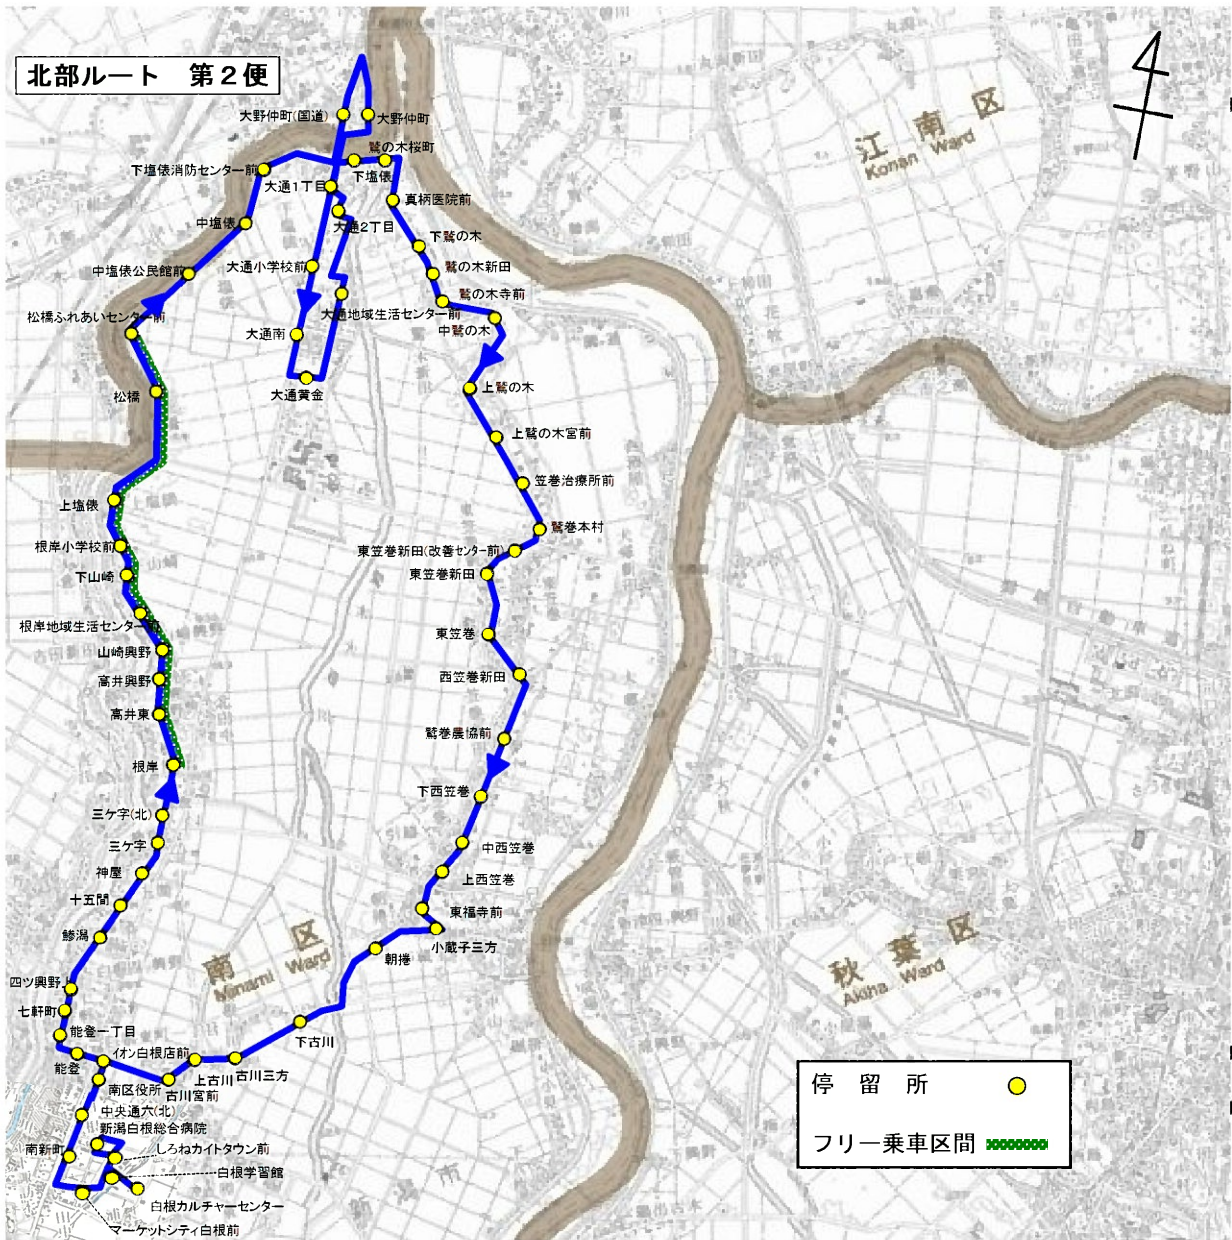 北部ルート　第２便
大野仲町(国道)
大野仲町
鷲の木桜町
下塩俵消防センター前
下塩俵
大通１丁目
真柄医院前
大通２丁目
中塩俵
下鷲の木
大通小学校前
鷲の木新田
中塩俵公民館前
鷲の木寺前
大通地域生活センター前
松橋ふれあいセンター前
中鷲の木
大通南
大通黄金
上鷲の木
松橋
上鷲の木宮前
笠巻治療所前
上塩俵
鷲巻本村
根岸小学校前
東笠巻新田(改善センター前)
下山崎
東笠巻新田
根岸地域生活センター前
東笠巻
山崎興野
西笠巻新田
高井興野
高井東
鷲巻農協前
根岸
下西笠巻
三ケ字(北)
三ケ字
中西笠巻
神屋
上西笠巻
十五間
東福寺前
鯵潟
小蔵子三方
朝捲
四ツ興野上
七軒町
下古川
能登一丁目
イオン白根店前
能登
上古川
古川三方
南区役所
古川宮前
中央通六(北)
新潟白根総合病院
南新町
しろねカイトタウン前
白根学習館
白根カルチャーセンター
マーケットシティ白根前
江南区
Konan Ward
南区
Minami Ward
秋葉区
Akiha Ward
停留所
フリー乗車区間